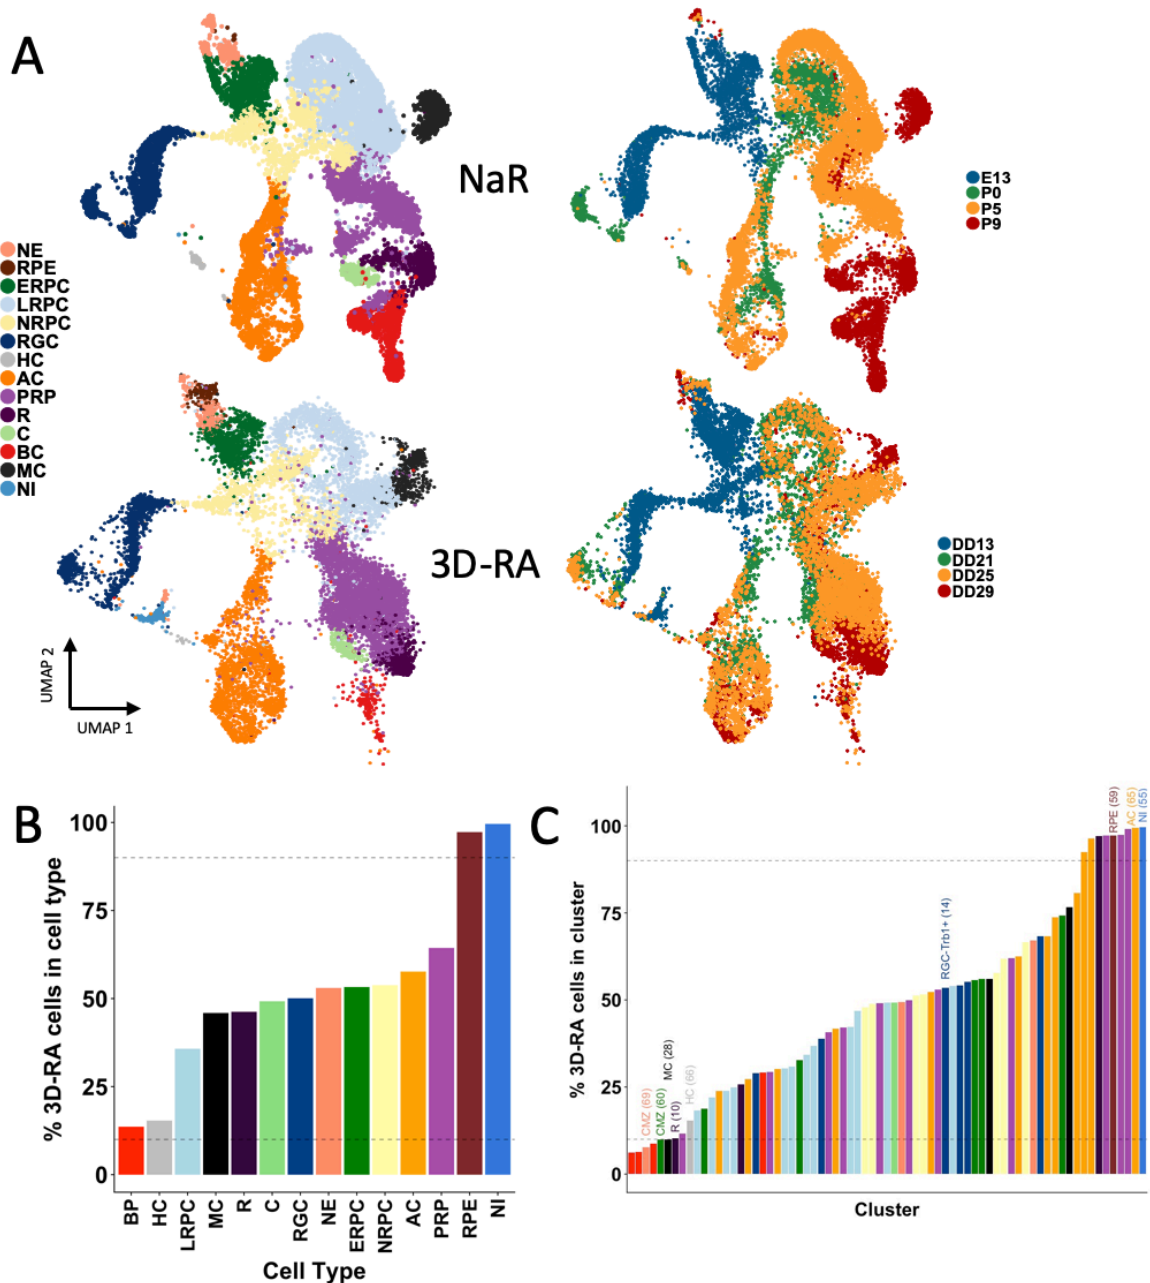 A
NaR
E13
P0
P5
P9
NE
RPE
ERPC
LRPC
NRPC
RGC
HC
AC
PRP
R
C
BC
MC
NI
3D-RA
DD13
DD21
DD25
DD29
UMAP 2
UMAP 1
B
% 3D-RA cells in cell type
100
75
50
25
0
BP
HC
LRPC
MC
R
C
RGC
NE
ERPC
NRPC
AC
PRP
RPE
NI
Cell Type
C
% 3D-RA cells in cluster
100
75
50
25
0
CMZ (69)
CMZ (60)
MC (28)
R (10)
HC (66)
RGC-Trb1+ (14)
RPE (59)
AC (65)
NI (55)
Cluster